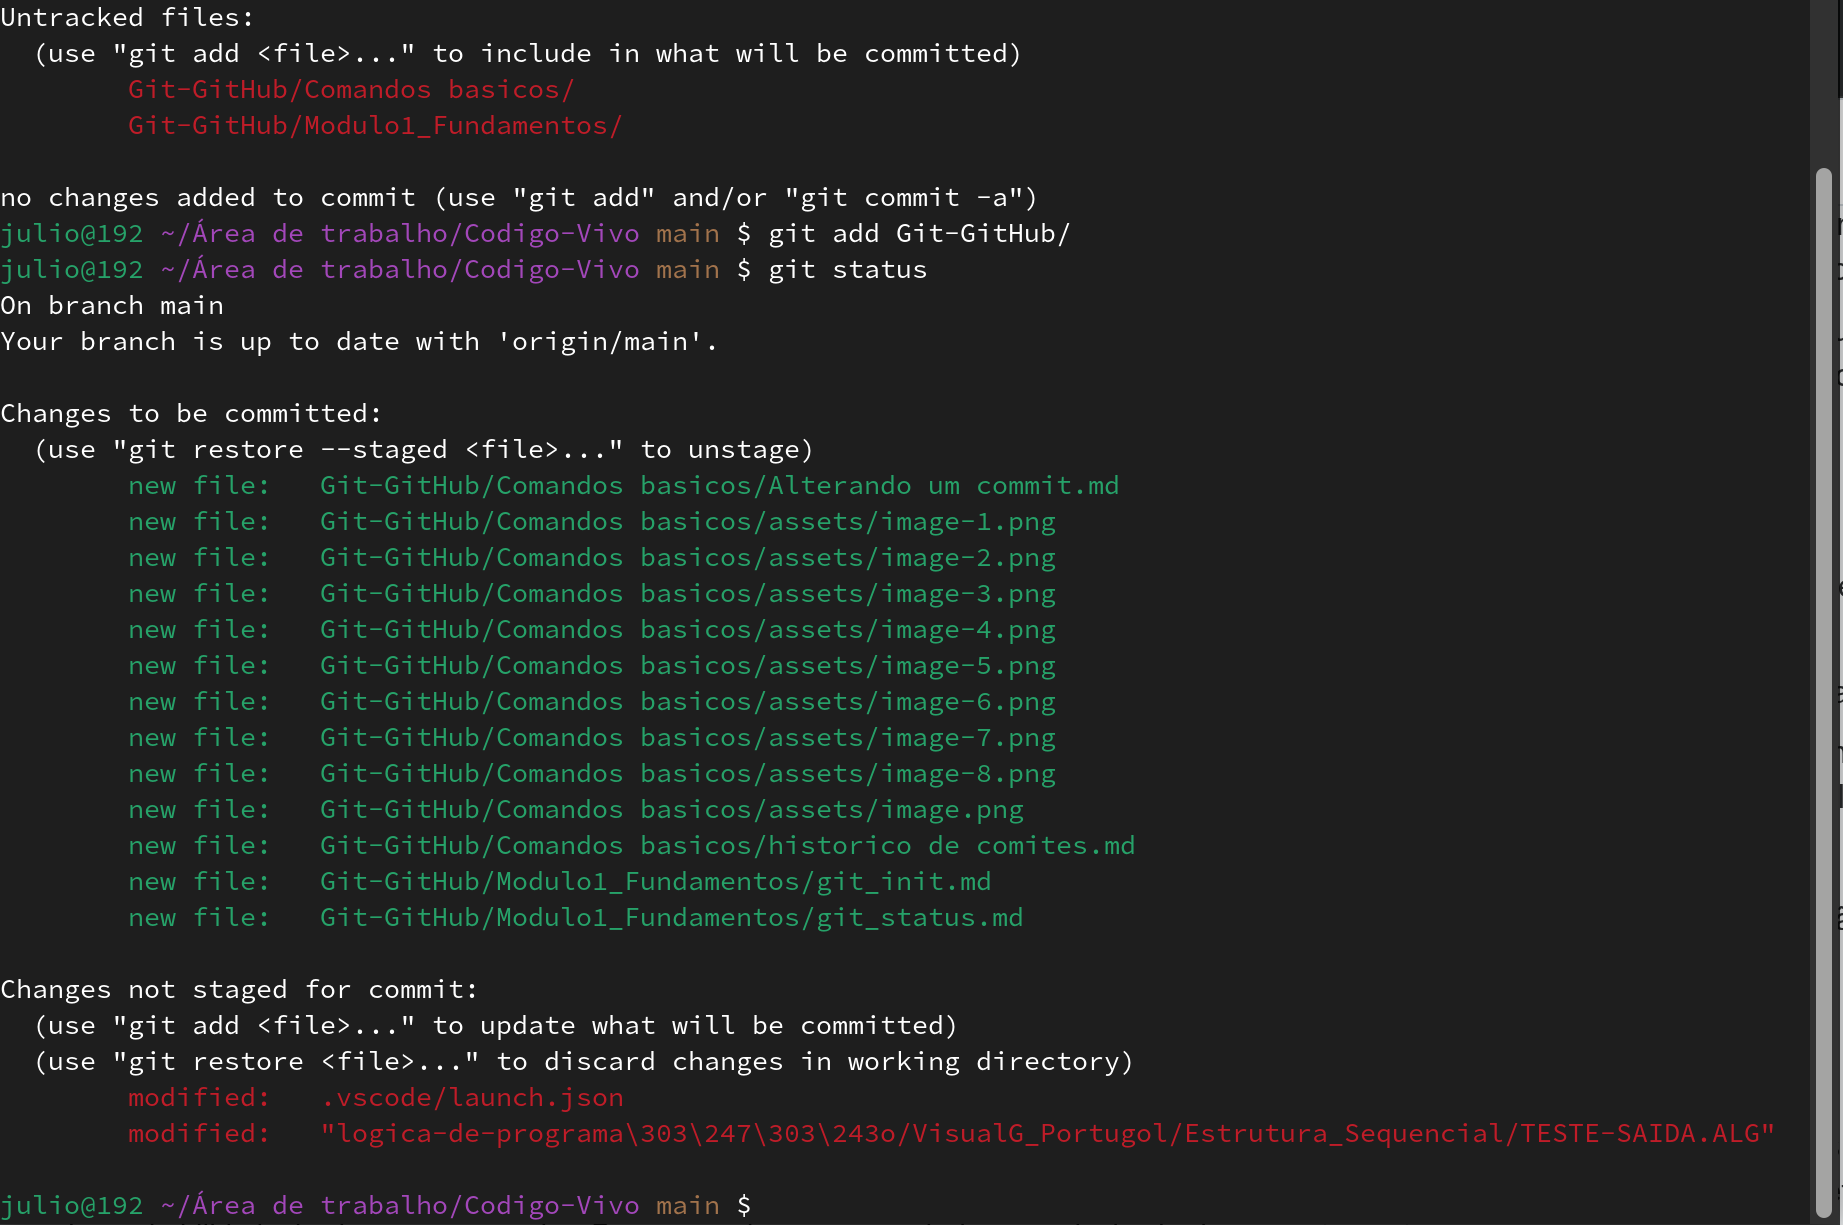 Untracked files:
  (use "git add <file>..." to include in what will be committed)
        Git-GitHub/Comandos basicos/
        Git-GitHub/Modulo1_Fundamentos/

no changes added to commit (use "git add" and/or "git commit -a")
julio@192 ~/Área de trabalho/Codigo-Vivo main $ git add Git-GitHub/
julio@192 ~/Área de trabalho/Codigo-Vivo main $ git status
On branch main
Your branch is up to date with 'origin/main'.

Changes to be committed:
  (use "git restore --staged <file>..." to unstage)
        new file:   Git-GitHub/Comandos basicos/Alterando um commit.md
        new file:   Git-GitHub/Comandos basicos/assets/image-1.png
        new file:   Git-GitHub/Comandos basicos/assets/image-2.png
        new file:   Git-GitHub/Comandos basicos/assets/image-3.png
        new file:   Git-GitHub/Comandos basicos/assets/image-4.png
        new file:   Git-GitHub/Comandos basicos/assets/image-5.png
        new file:   Git-GitHub/Comandos basicos/assets/image-6.png
        new file:   Git-GitHub/Comandos basicos/assets/image-7.png
        new file:   Git-GitHub/Comandos basicos/assets/image-8.png
        new file:   Git-GitHub/Comandos basicos/assets/image.png
        new file:   Git-GitHub/Comandos basicos/historico de comites.md
        new file:   Git-GitHub/Modulo1_Fundamentos/git_init.md
        new file:   Git-GitHub/Modulo1_Fundamentos/git_status.md

Changes not staged for commit:
  (use "git add <file>..." to update what will be committed)
  (use "git restore <file>..." to discard changes in working directory)
        modified:   .vscode/launch.json
        modified:   "logica-de-programa\303\247\303\243o/VisualG_Portugol/Estrutura_Sequencial/TESTE-SAIDA.ALG"

julio@192 ~/Área de trabalho/Codigo-Vivo main $